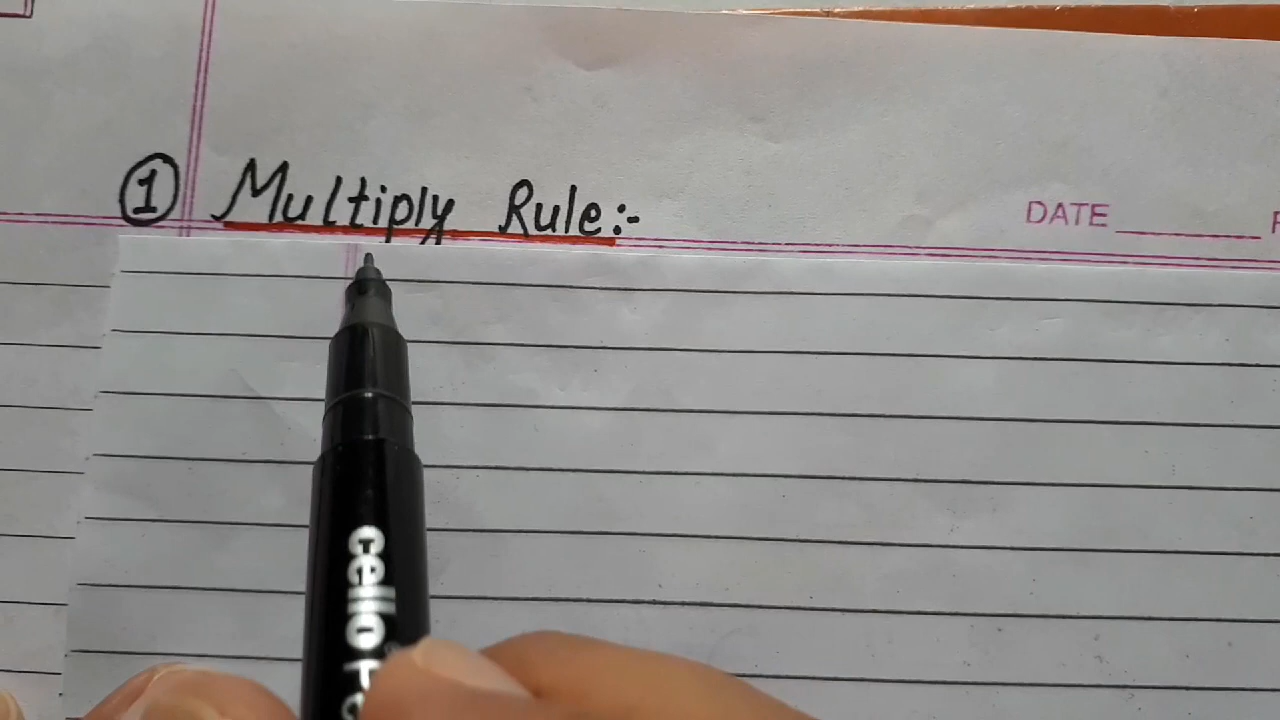 ① Multiply Rule:-
DATE
cello